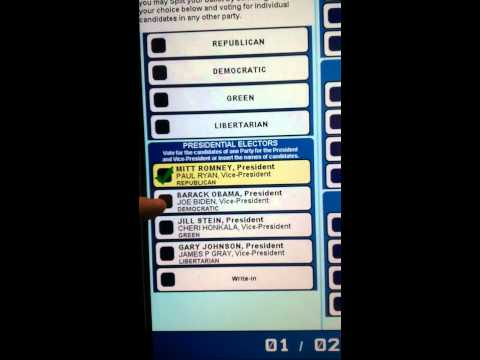 you may Split your ballot by
your choice below and voting for individual
candidates in any other party.
REPUBLICAN
DEMOCRATIC
GREEN
LIBERTARIAN
PRESIDENTIAL ELECTORS
Vote for the candidates of one Party for the President
and Vice-President or insert the names of candidates.
MITT ROMNEY, President
PAUL RYAN, Vice-President
REPUBLICAN
BARACK OBAMA, President
JOE BIDEN, Vice-President
DEMOCRATIC
JILL STEIN, President
CHERI HONKALA, Vice-President
GREEN
GARY JOHNSON, President
JAMES P GRAY, Vice-President
LIBERTARIAN
Write-in
01 / 02